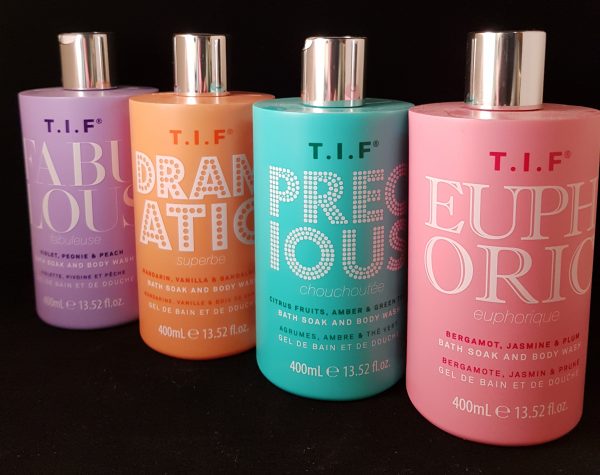 T.I.F®
FABU
LOUS
fabuleuse
VIOLET, PEONIE & PEACH
BATH SOAK AND BODY WASH
VIOLETTE, PIVOINE ET PÊCHE
GEL DE BAIN ET DE DOUCHE
400mL ℮ 13.52 fl.oz.
T.I.F®
DRAM
ATIC
superbe
MANDARIN, VANILLA &
BATH SOAK AND BODY WASH
MANDARINE, VANILLE & BOIS DE
GEL DE BAIN ET DE DOUCHE
400mL ℮ 13.52 fl.oz.
T.I.F®
PREC
IOUS
chouchoutée
CITRUS FRUITS, AMBER & GREEN TEA
BATH SOAK AND BODY WASH
AGRUMES, AMBRE & THÉ VERT
GEL DE BAIN ET DE DOUCHE
400mL ℮ 13.52 fl.oz.
T.I.F®
EUPH
ORIC
euphorique
BERGAMOT, JASMINE & PLUM
BATH SOAK AND BODY WASH
BERGAMOTE, JASMIN & PRUNE
GEL DE BAIN ET DE DOUCHE
400mL ℮ 13.52 fl.oz.